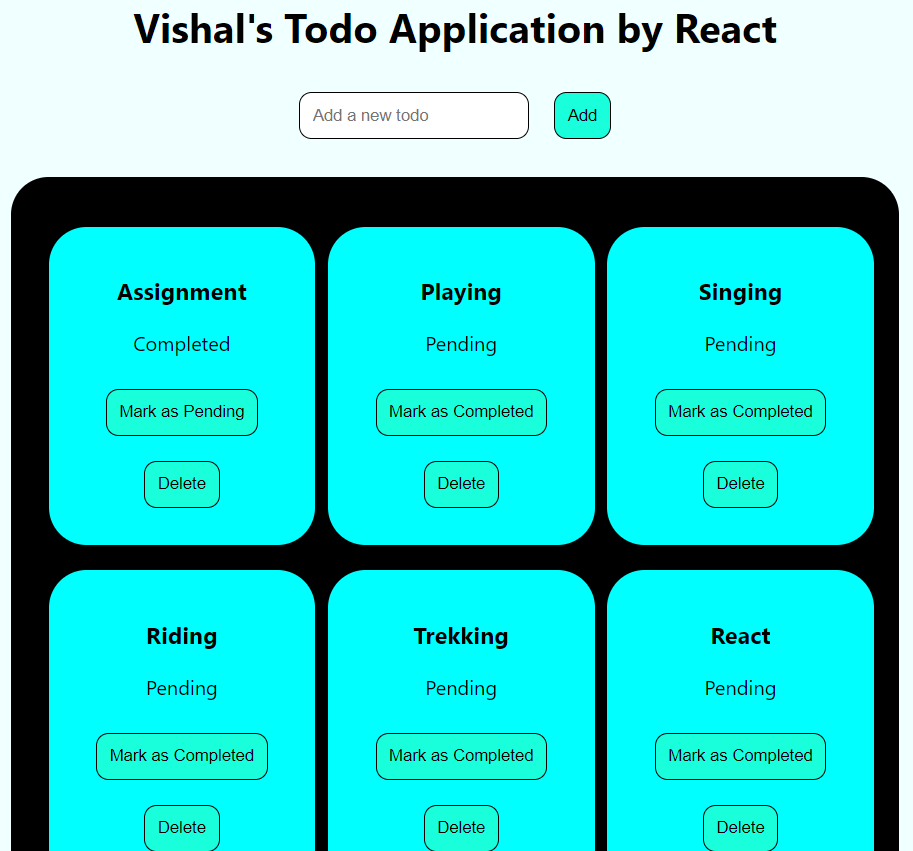 Vishal's Todo Application by React
Add a new todo
Add
Assignment
Completed
Mark as Pending
Delete
Playing
Pending
Mark as Completed
Delete
Singing
Pending
Mark as Completed
Delete
Riding
Pending
Mark as Completed
Delete
Trekking
Pending
Mark as Completed
Delete
React
Pending
Mark as Completed
Delete